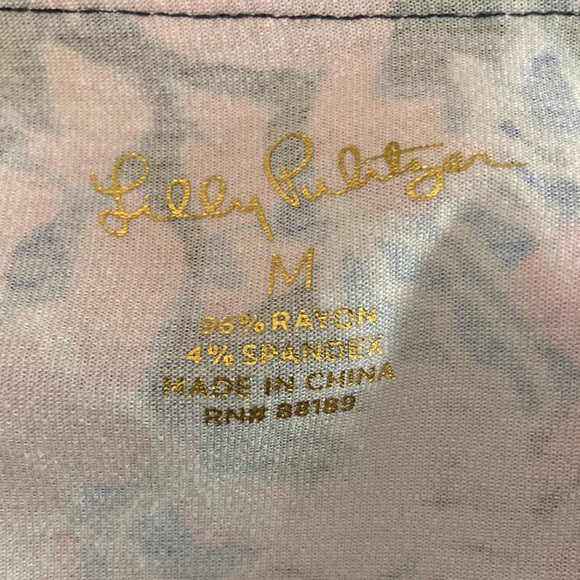 Lilly Pulitzer
M
96% RAYON
4% SPANDEX
MADE IN CHINA
RN# 88189